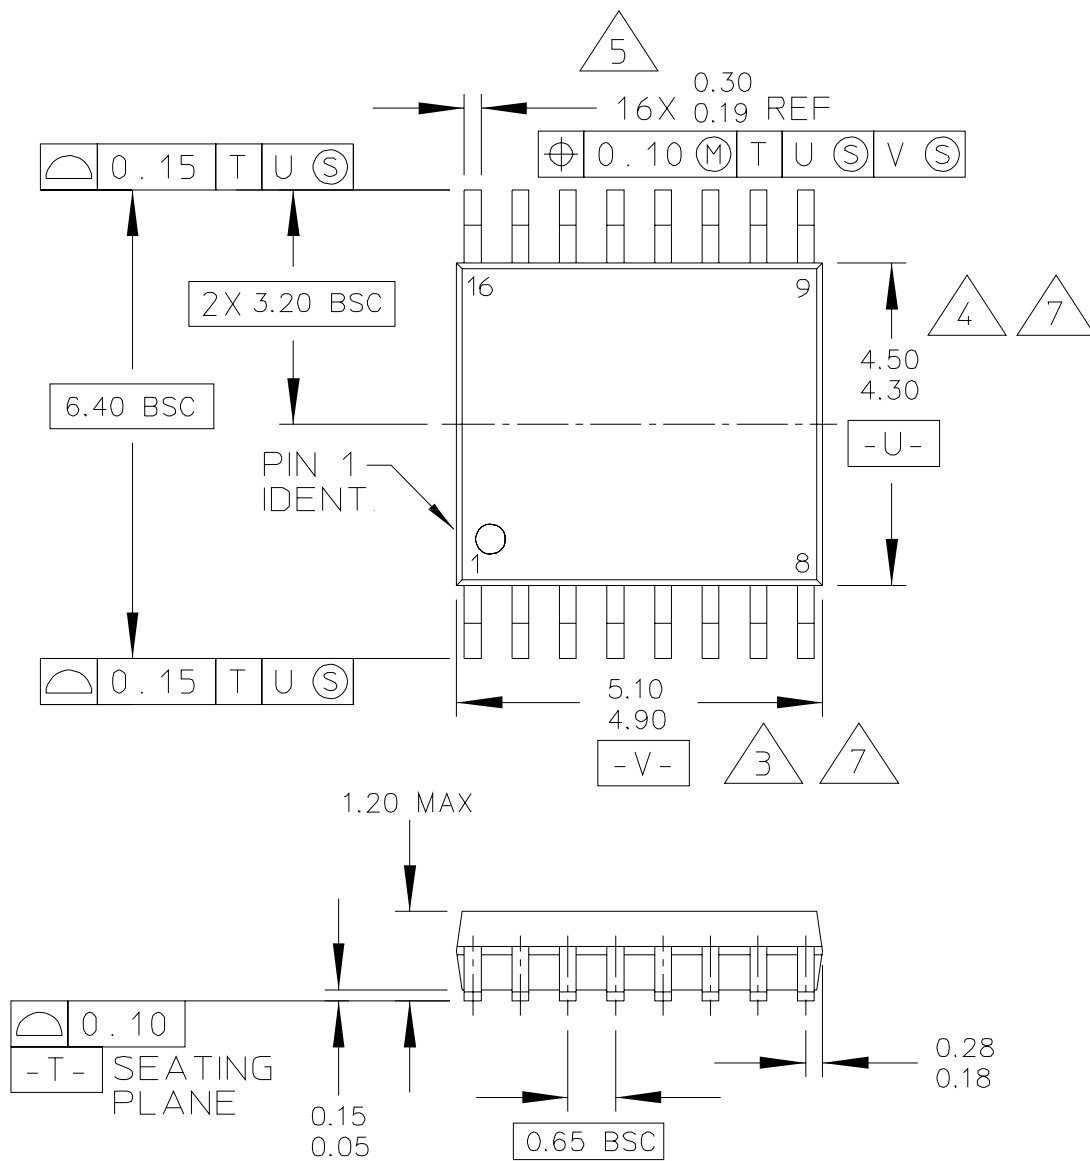 5
0.30
16X 0.19 REF
⌖ 0.10 Ⓜ T U Ⓢ V Ⓢ
⌓ 0.15 T U Ⓢ
16 9
2X 3.20 BSC
4 7
4.50
4.30
6.40 BSC
-U-
PIN 1
IDENT.
1 8
⌓ 0.15 T U Ⓢ
5.10
4.90
-V-
3 7
1.20 MAX
⌓ 0.10
-T- SEATING
PLANE
0.15
0.05
0.65 BSC
0.28
0.18